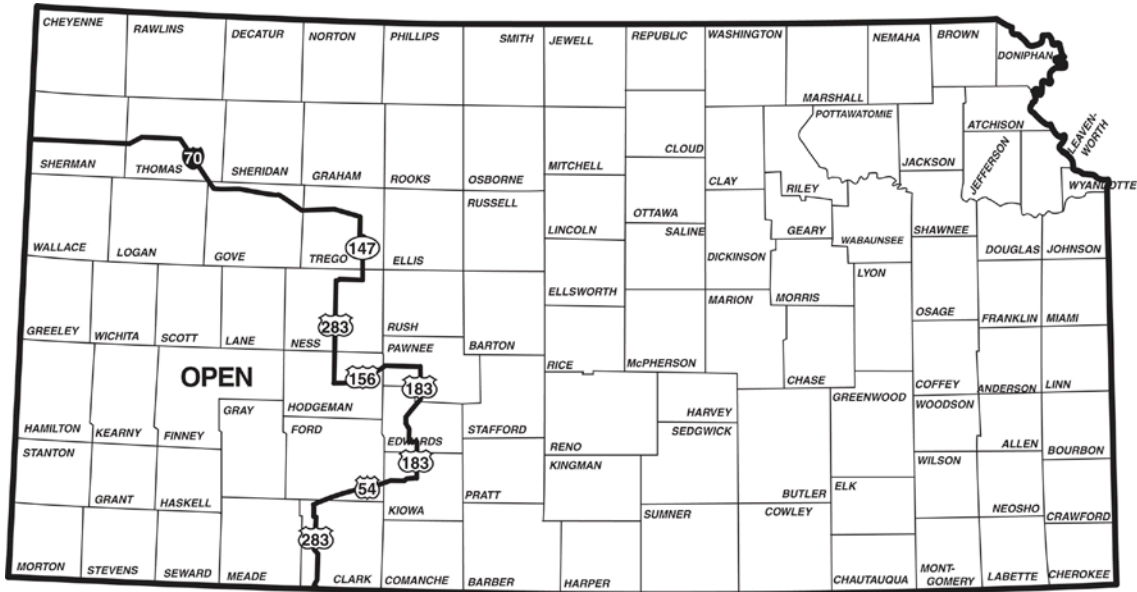 CHEYENNE
RAWLINS
DECATUR
NORTON
PHILLIPS
SMITH
JEWELL
REPUBLIC
WASHINGTON
MARSHALL
NEMAHA
BROWN
DONIPHAN
SHERMAN
THOMAS
70
SHERIDAN
GRAHAM
ROOKS
OSBORNE
MITCHELL
CLOUD
CLAY
RILEY
POTTAWATOMIE
JACKSON
ATCHISON
JEFFERSON
LEAVEN-
WORTH
WYANDOTTE
WALLACE
LOGAN
GOVE
TREGO
147
ELLIS
RUSSELL
LINCOLN
OTTAWA
SALINE
DICKINSON
GEARY
WABAUNSEE
SHAWNEE
DOUGLAS
JOHNSON
GREELEY
WICHITA
SCOTT
LANE
NESS
283
RUSH
BARTON
ELLSWORTH
RICE
McPHERSON
MARION
MORRIS
LYON
OSAGE
FRANKLIN
MIAMI
OPEN
PAWNEE
156
183
HODGEMAN
CHASE
GREENWOOD
COFFEY
ANDERSON
LINN
HAMILTON
KEARNY
FINNEY
GRAY
FORD
EDWARDS
STAFFORD
RENO
HARVEY
SEDGWICK
BUTLER
WOODSON
ALLEN
BOURBON
STANTON
GRANT
HASKELL
183
54
KIOWA
PRATT
KINGMAN
ELK
WILSON
NEOSHO
CRAWFORD
MORTON
STEVENS
SEWARD
MEADE
283
CLARK
COMANCHE
BARBER
HARPER
SUMNER
COWLEY
CHAUTAUQUA
MONT-
GOMERY
LABETTE
CHEROKEE